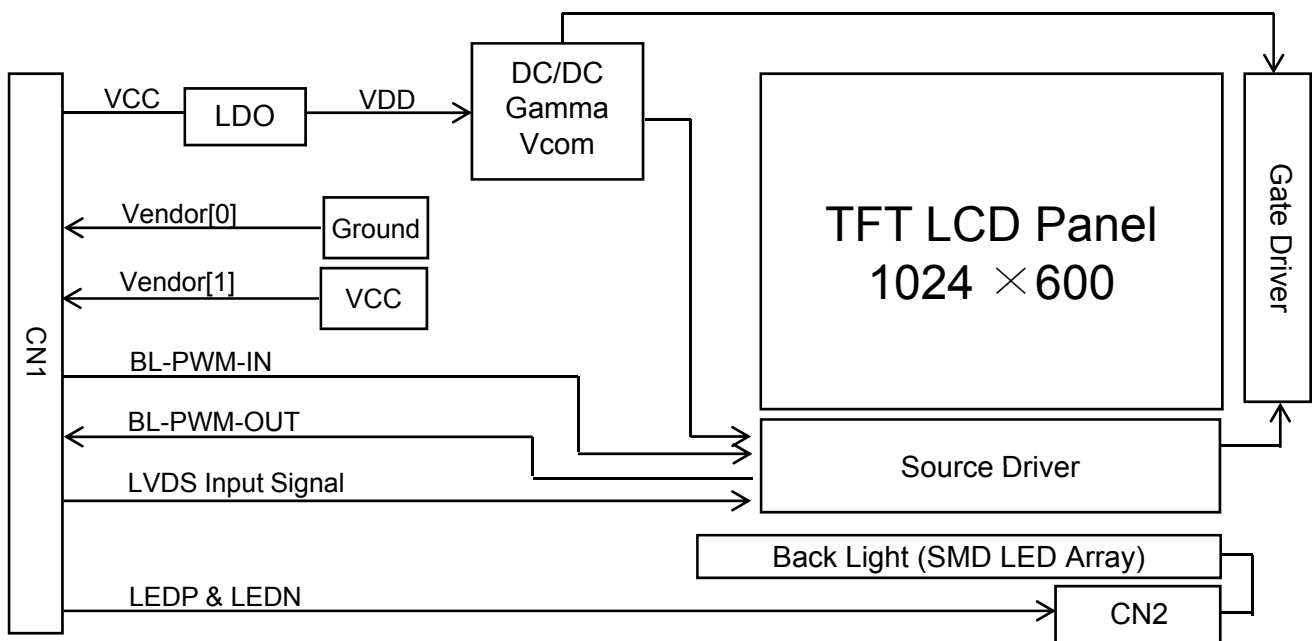 DC/DC
Gamma
Vcom
VCC
LDO
VDD
Vendor[0]
Ground
Vendor[1]
VCC
TFT LCD Panel
1024 ×600
Gate Driver
CN1
BL-PWM-IN
BL-PWM-OUT
LVDS Input Signal
Source Driver
Back Light (SMD LED Array)
LEDP & LEDN
CN2